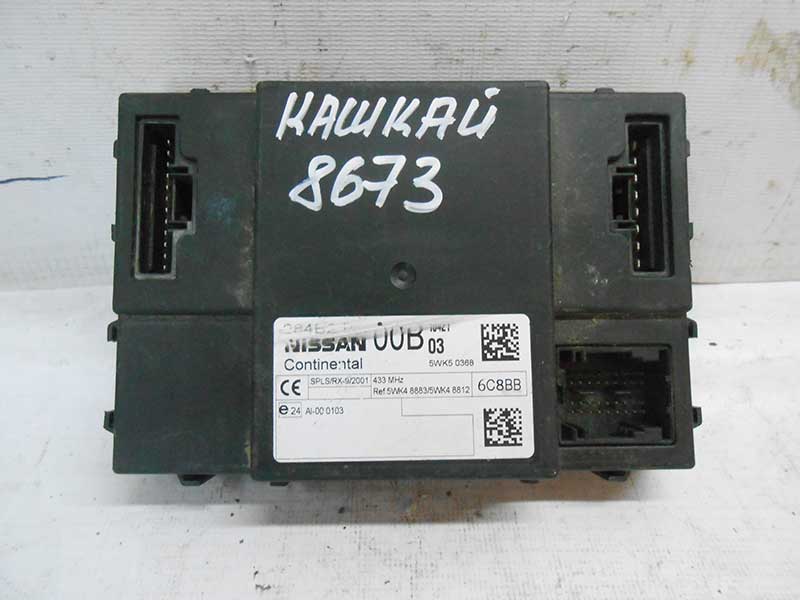 КАШКАЙ
8673
NISSAN 00B 03
Continental 5WK5 0368
CE SPLS/RX-9/2001 433 MHz 6C8BB
Ref.5WK4 8683/5WK4 8812
e 24 AI-00 0103